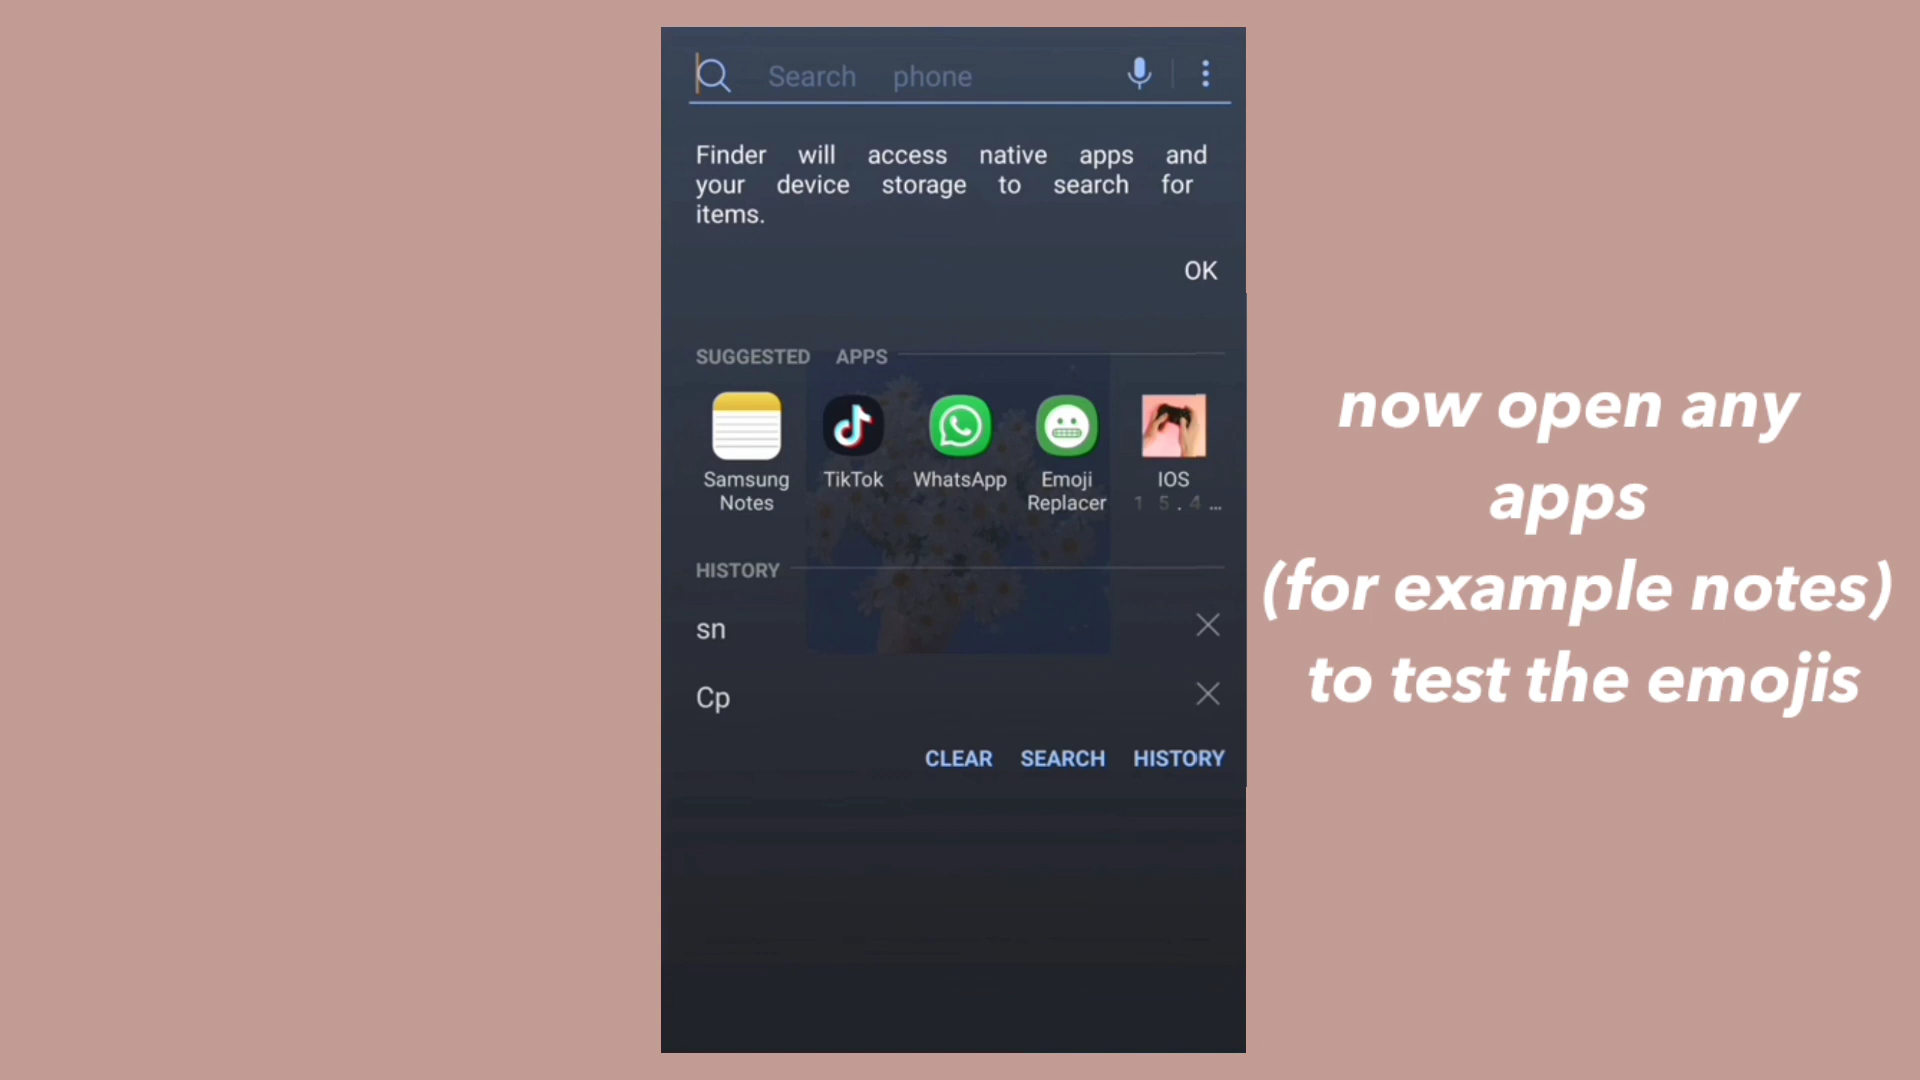 Search phone
Finder will access native apps and
your device storage to search for
items.
OK
SUGGESTED APPS
Samsung
Notes
TikTok
WhatsApp
Emoji
Replacer
IOS
15.4...
HISTORY
sn
Cp
CLEAR SEARCH HISTORY
now open any
apps
(for example notes)
to test the emojis